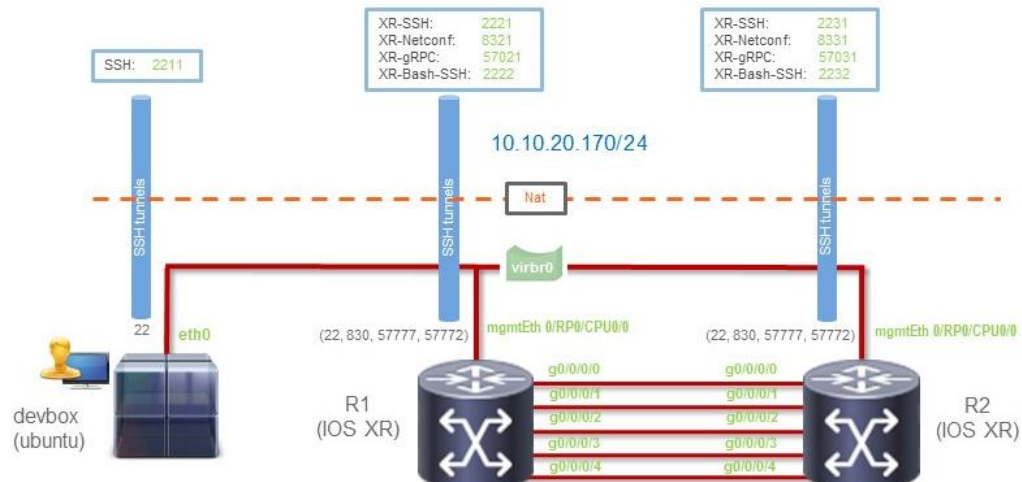 SSH: 2211
XR-SSH: 2221
XR-Netconf: 8321
XR-gRPC: 57021
XR-Bash-SSH: 2222
XR-SSH: 2231
XR-Netconf: 8331
XR-gRPC: 57031
XR-Bash-SSH: 2232
10.10.20.170/24
Nat
SSH tunnels
SSH tunnels
SSH tunnels
virbr0
22
eth0
(22, 830, 57777, 57772)
mgmtEth 0/RP0/CPU0/0
(22, 830, 57777, 57772)
mgmtEth 0/RP0/CPU0/0
devbox
(ubuntu)
R1
(IOS XR)
g0/0/0/0
g0/0/0/0
g0/0/0/1
g0/0/0/1
g0/0/0/2
g0/0/0/2
g0/0/0/3
g0/0/0/3
g0/0/0/4
g0/0/0/4
R2
(IOS XR)